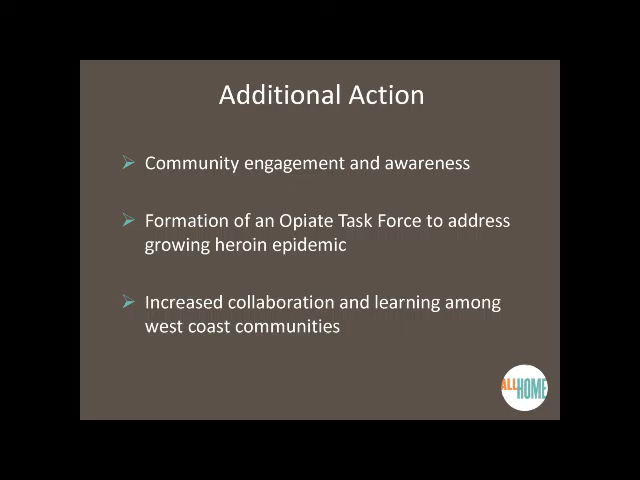 Additional Action
Community engagement and awareness
Formation of an Opiate Task Force to address
growing heroin epidemic
Increased collaboration and learning among
west coast communities
ALL HOME